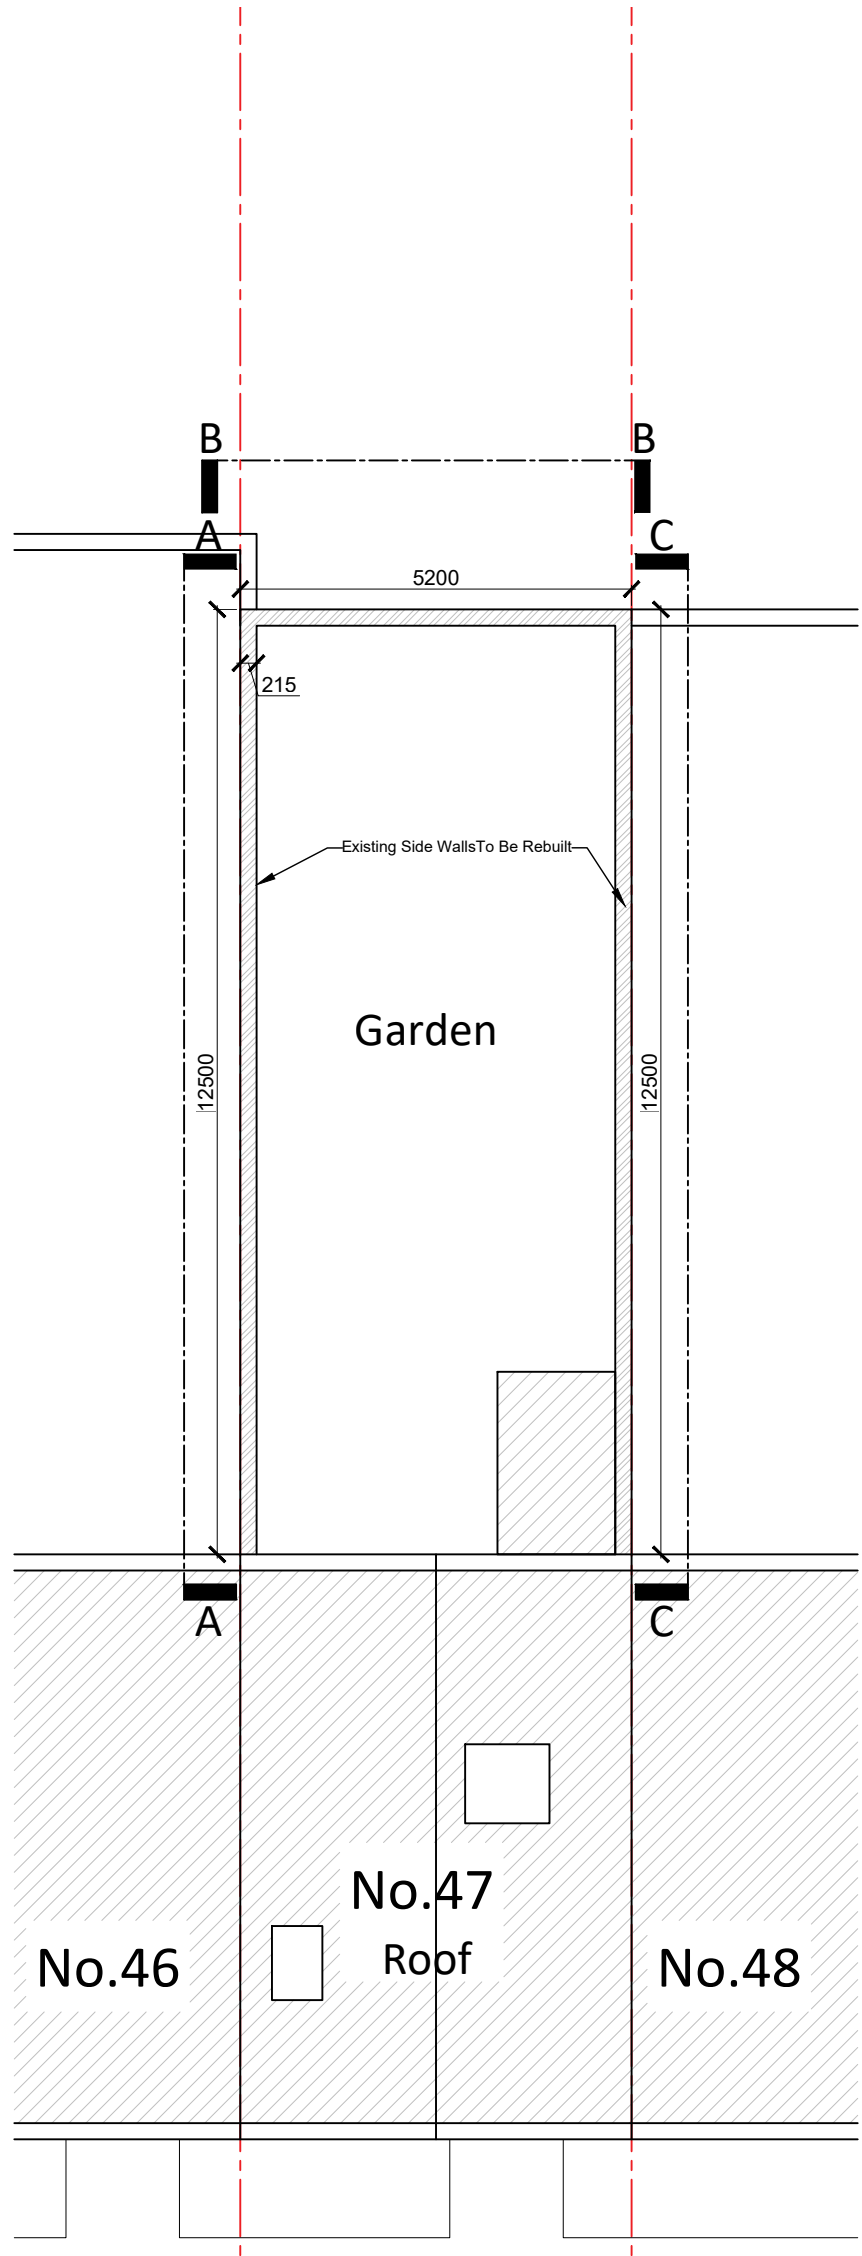 B B
A C
5200
215
Existing Side WallsTo Be Rebuilt
Garden
12500 12500
A C
No.47
Roof
No.46 No.48